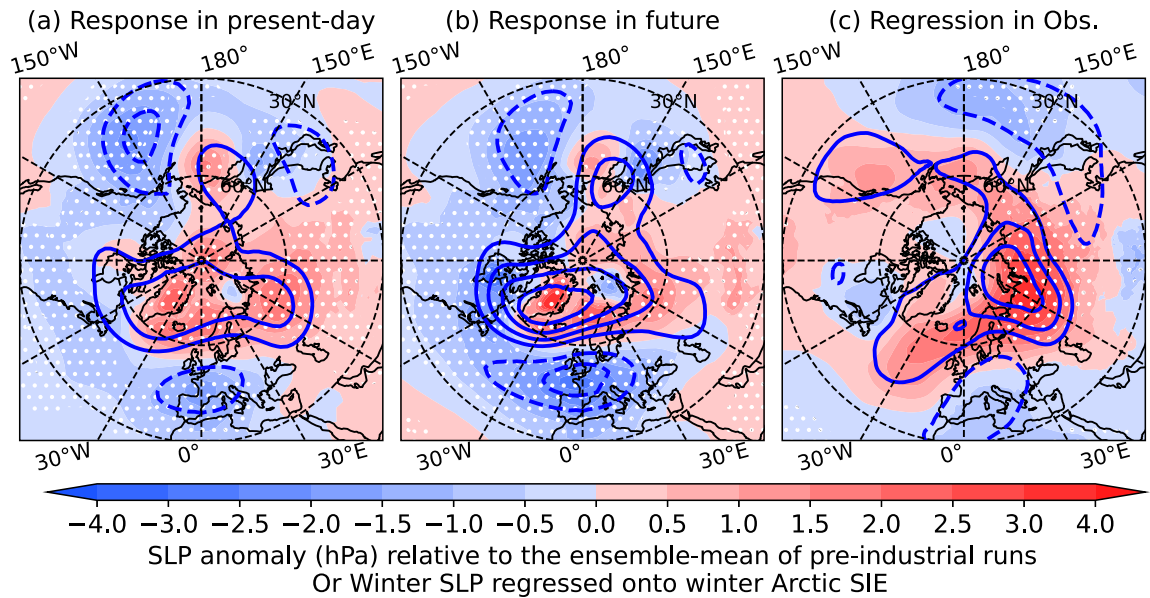 (a) Response in present-day (b) Response in future (c) Regression in Obs.
150°W 180° 150°E 150°W 180° 150°E 150°W 180° 150°E
30°N 30°N 30°N
60°N 60°N 60°N
30°W 0° 30°E 30°W 0° 30°E 30°W 0° 30°E
−4.0 −3.0 −2.5 −2.0 −1.5 −1.0 −0.5 0.0 0.5 1.0 1.5 2.0 2.5 3.0 4.0
SLP anomaly (hPa) relative to the ensemble-mean of pre-industrial runs
Or Winter SLP regressed onto winter Arctic SIE